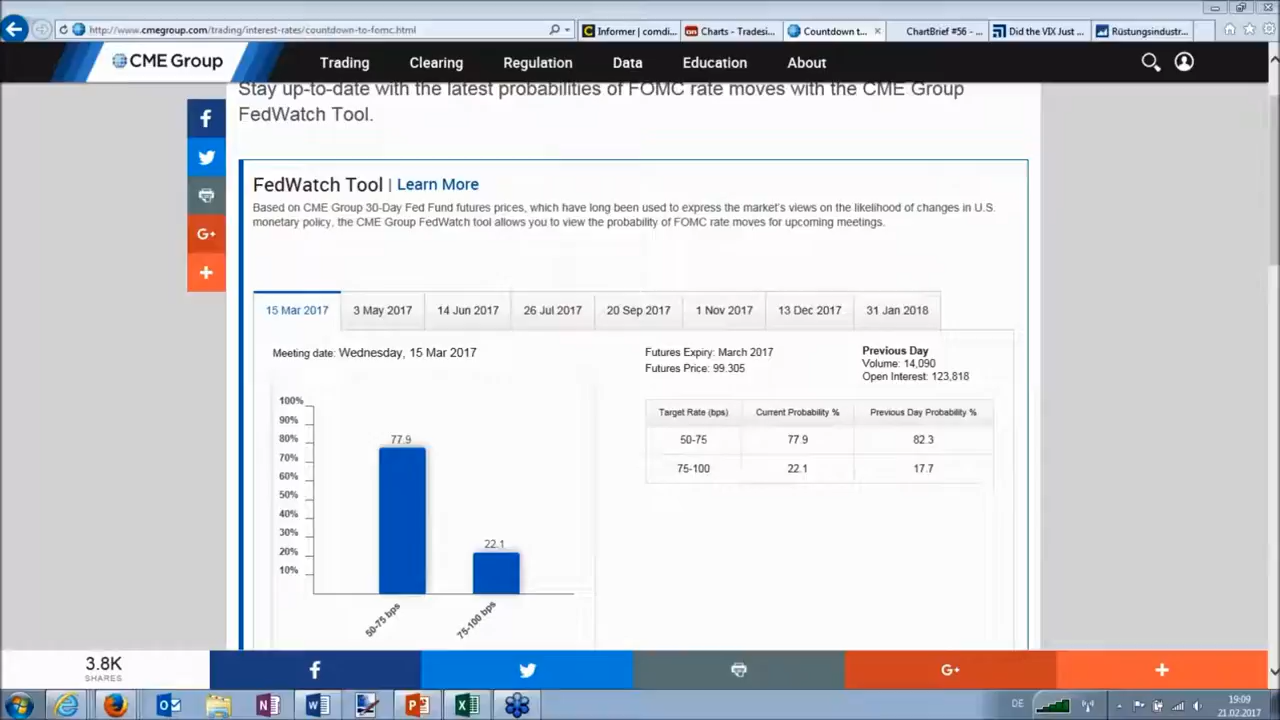 http://www.cmegroup.com/trading/interest-rates/countdown-to-fomc.html
Informer | comdi...
Charts - Tradesi...
Countdown t...
ChartBrief #56 - ...
Did the VIX Just ...
Rüstungsindustr...
CME Group
Trading
Clearing
Regulation
Data
Education
About
Stay up-to-date with the latest probabilities of FOMC rate moves with the CME Group
FedWatch Tool.
FedWatch Tool | Learn More
Based on CME Group 30-Day Fed Fund futures prices, which have long been used to express the market's views on the likelihood of changes in U.S.
monetary policy, the CME Group FedWatch tool allows you to view the probability of FOMC rate moves for upcoming meetings.
15 Mar 2017
3 May 2017
14 Jun 2017
26 Jul 2017
20 Sep 2017
1 Nov 2017
13 Dec 2017
31 Jan 2018
Meeting date: Wednesday, 15 Mar 2017
Futures Expiry: March 2017
Futures Price: 99.305
Previous Day
Volume: 14,090
Open Interest: 123,818
Target Rate (bps) Current Probability % Previous Day Probability %
50-75 77.9 82.3
75-100 22.1 17.7
100%
90%
80%
70%
60%
50%
40%
30%
20%
10%
77.9
22.1
50-75 bps
75-100 bps
3.8K
SHARES
DE
19:09
21.02.2017